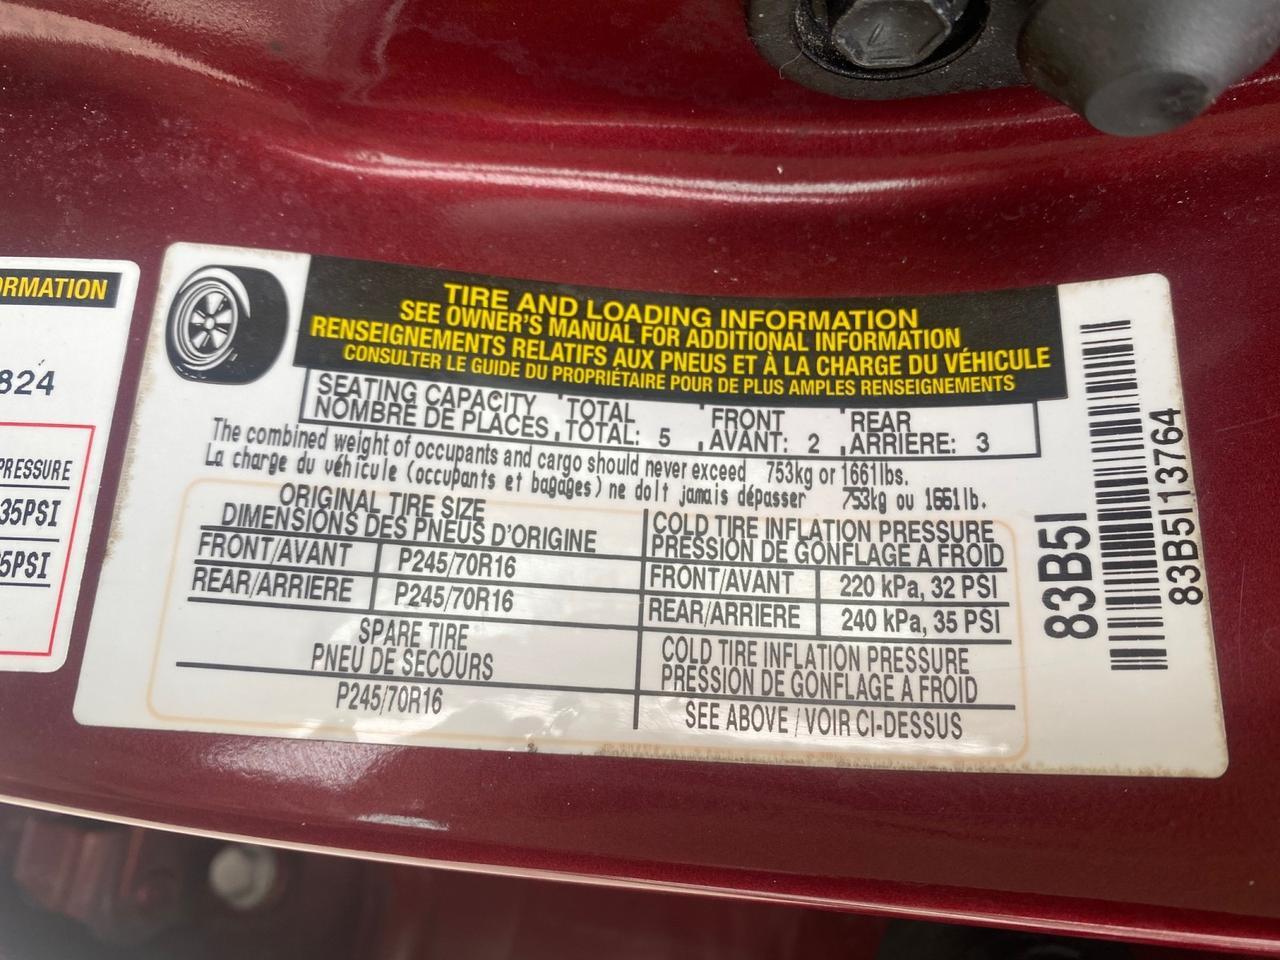 ORMATION
824
PRESSURE
35PSI
5PSI
TIRE AND LOADING INFORMATION
SEE OWNER'S MANUAL FOR ADDITIONAL INFORMATION
RENSEIGNEMENTS RELATIFS AUX PNEUS ET À LA CHARGE DU VÉHICULE
CONSULTER LE GUIDE DU PROPRIÉTAIRE POUR DE PLUS AMPLES RENSEIGNEMENTS
SEATING CAPACITY TOTAL FRONT REAR
NOMBRE DE PLACES TOTAL: 5 AVANT: 2 ARRIERE: 3
The combined weight of occupants and cargo should never exceed 753kg or 1661lbs.
La charge du véhicule (occupants et bagages) ne doit jamais dépasser 753kg ou 1661lb.
ORIGINAL TIRE SIZE
DIMENSIONS DES PNEUS D'ORIGINE
FRONT/AVANT P245/70R16
REAR/ARRIERE P245/70R16
COLD TIRE INFLATION PRESSURE
PRESSION DE GONFLAGE A FROID
FRONT/AVANT 220 kPa, 32 PSI
REAR/ARRIERE 240 kPa, 35 PSI
SPARE TIRE
PNEU DE SECOURS
P245/70R16
COLD TIRE INFLATION PRESSURE
PRESSION DE GONFLAGE A FROID
SEE ABOVE / VOIR CI-DESSUS
83B5I
83B5I13764